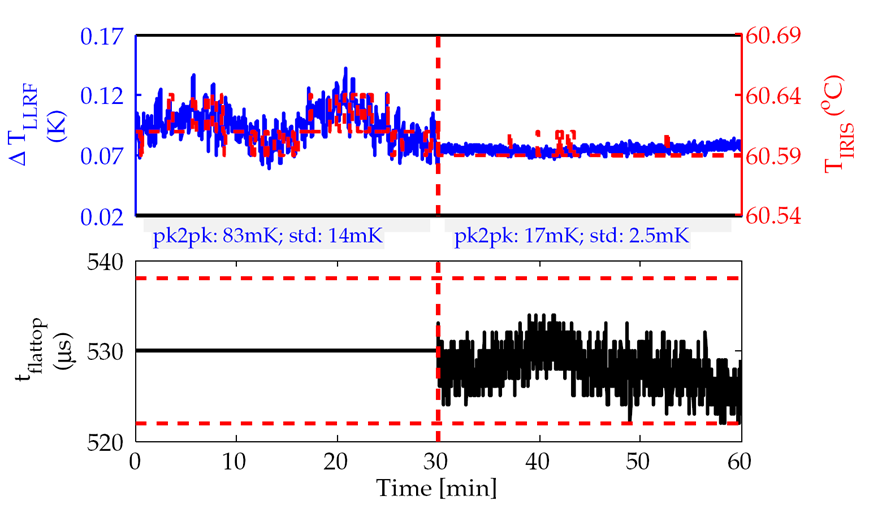 0.17
0.12
0.07
0.02
Δ T_LLRF
(K)
60.69
60.64
60.59
60.54
T_IRIS (°C)
pk2pk: 83mK; std: 14mK
pk2pk: 17mK; std: 2.5mK
540
530
520
t_flattop
(μs)
0 10 20 30 40 50 60
Time [min]